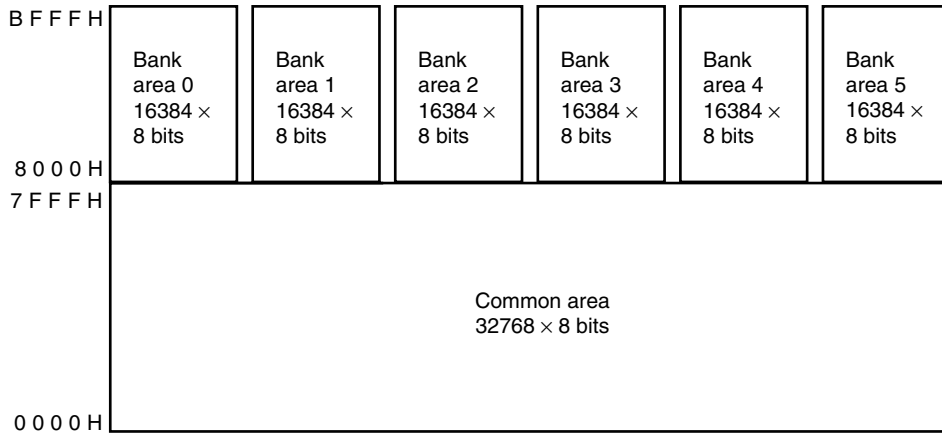 BFFFH
Bank
area 0
16384 ×
8 bits
Bank
area 1
16384 ×
8 bits
Bank
area 2
16384 ×
8 bits
Bank
area 3
16384 ×
8 bits
Bank
area 4
16384 ×
8 bits
Bank
area 5
16384 ×
8 bits
8000H
7FFFH
Common area
32768 × 8 bits
0000H